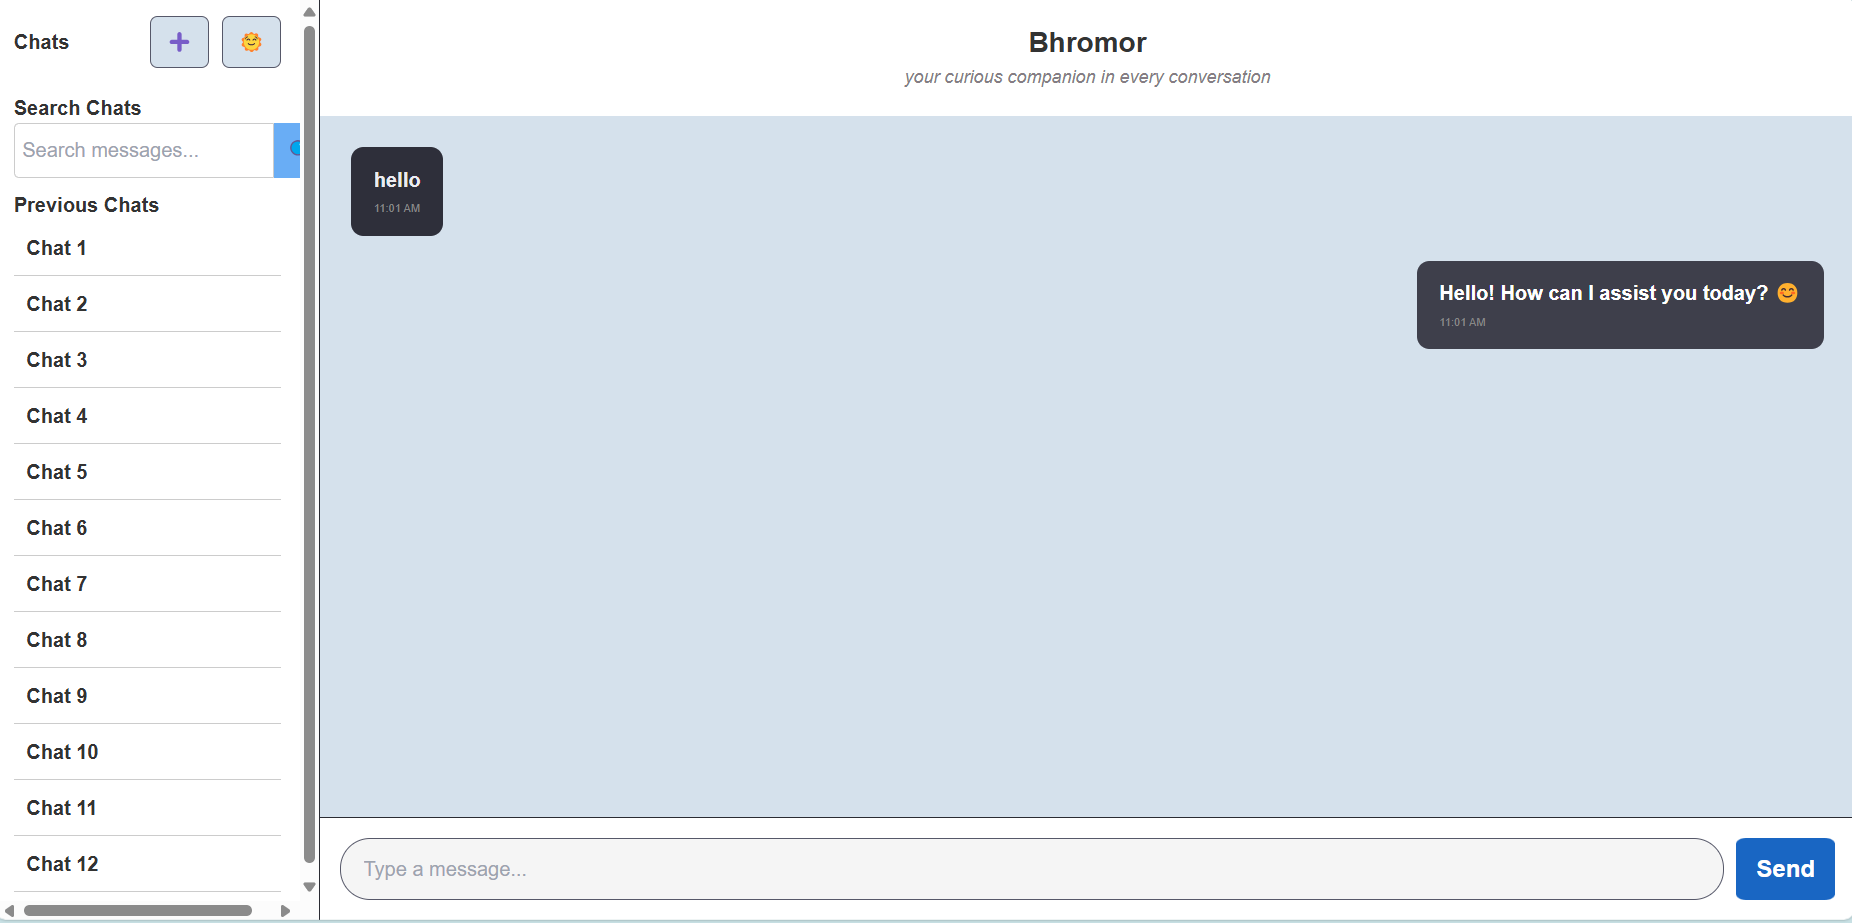 Chats
Search Chats
Search messages...
Previous Chats
Chat 1
Chat 2
Chat 3
Chat 4
Chat 5
Chat 6
Chat 7
Chat 8
Chat 9
Chat 10
Chat 11
Chat 12
Bhromor
your curious companion in every conversation
hello
11:01 AM
Hello! How can I assist you today? 😊
11:01 AM
Type a message...
Send